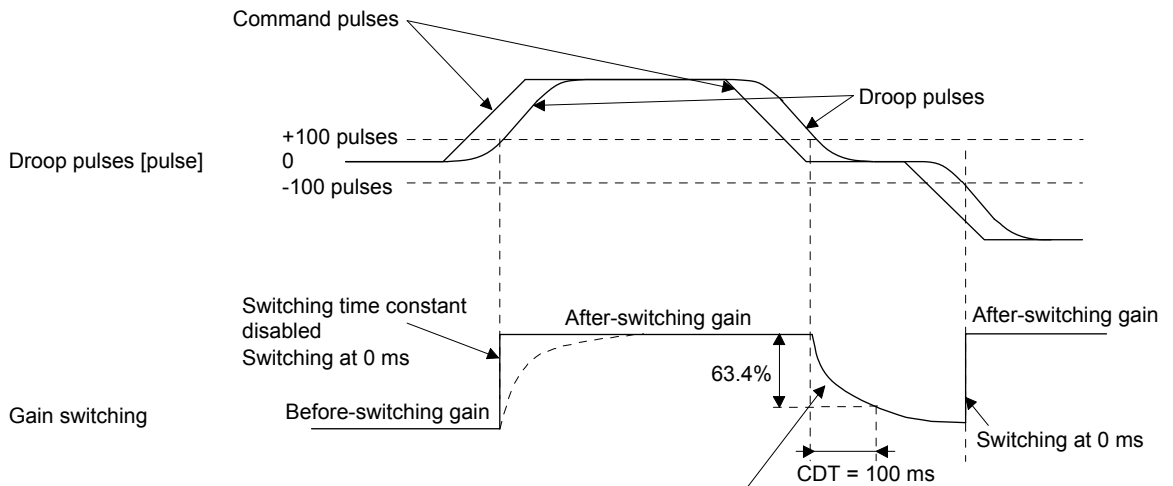 Command pulses
Droop pulses
+100 pulses
Droop pulses [pulse]
0
-100 pulses
Switching time constant
disabled
Switching at 0 ms
After-switching gain
After-switching gain
63.4%
Before-switching gain
Gain switching
Switching at 0 ms
CDT = 100 ms